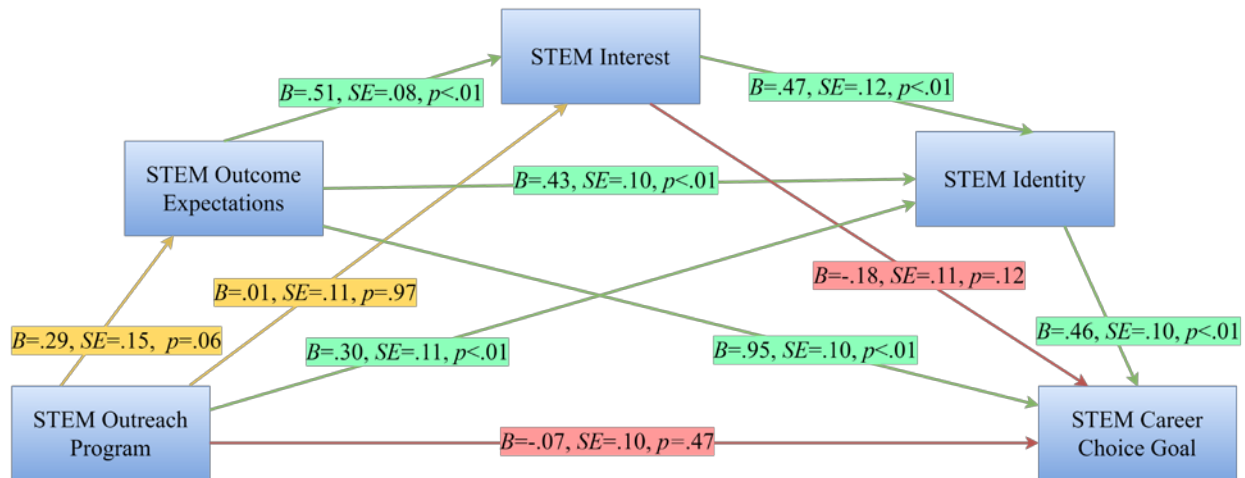 STEM Interest
B=.51, SE=.08, p<.01
B=.47, SE=.12, p<.01
STEM Outcome
Expectations
B=.43, SE=.10, p<.01
STEM Identity
B=.01, SE=.11, p=.97
B=-.18, SE=.11, p=.12
B=.29, SE=.15, p=.06
B=.30, SE=.11, p<.01
B=.95, SE=.10, p<.01
B=.46, SE=.10, p<.01
STEM Outreach
Program
B=-.07, SE=.10, p=.47
STEM Career
Choice Goal